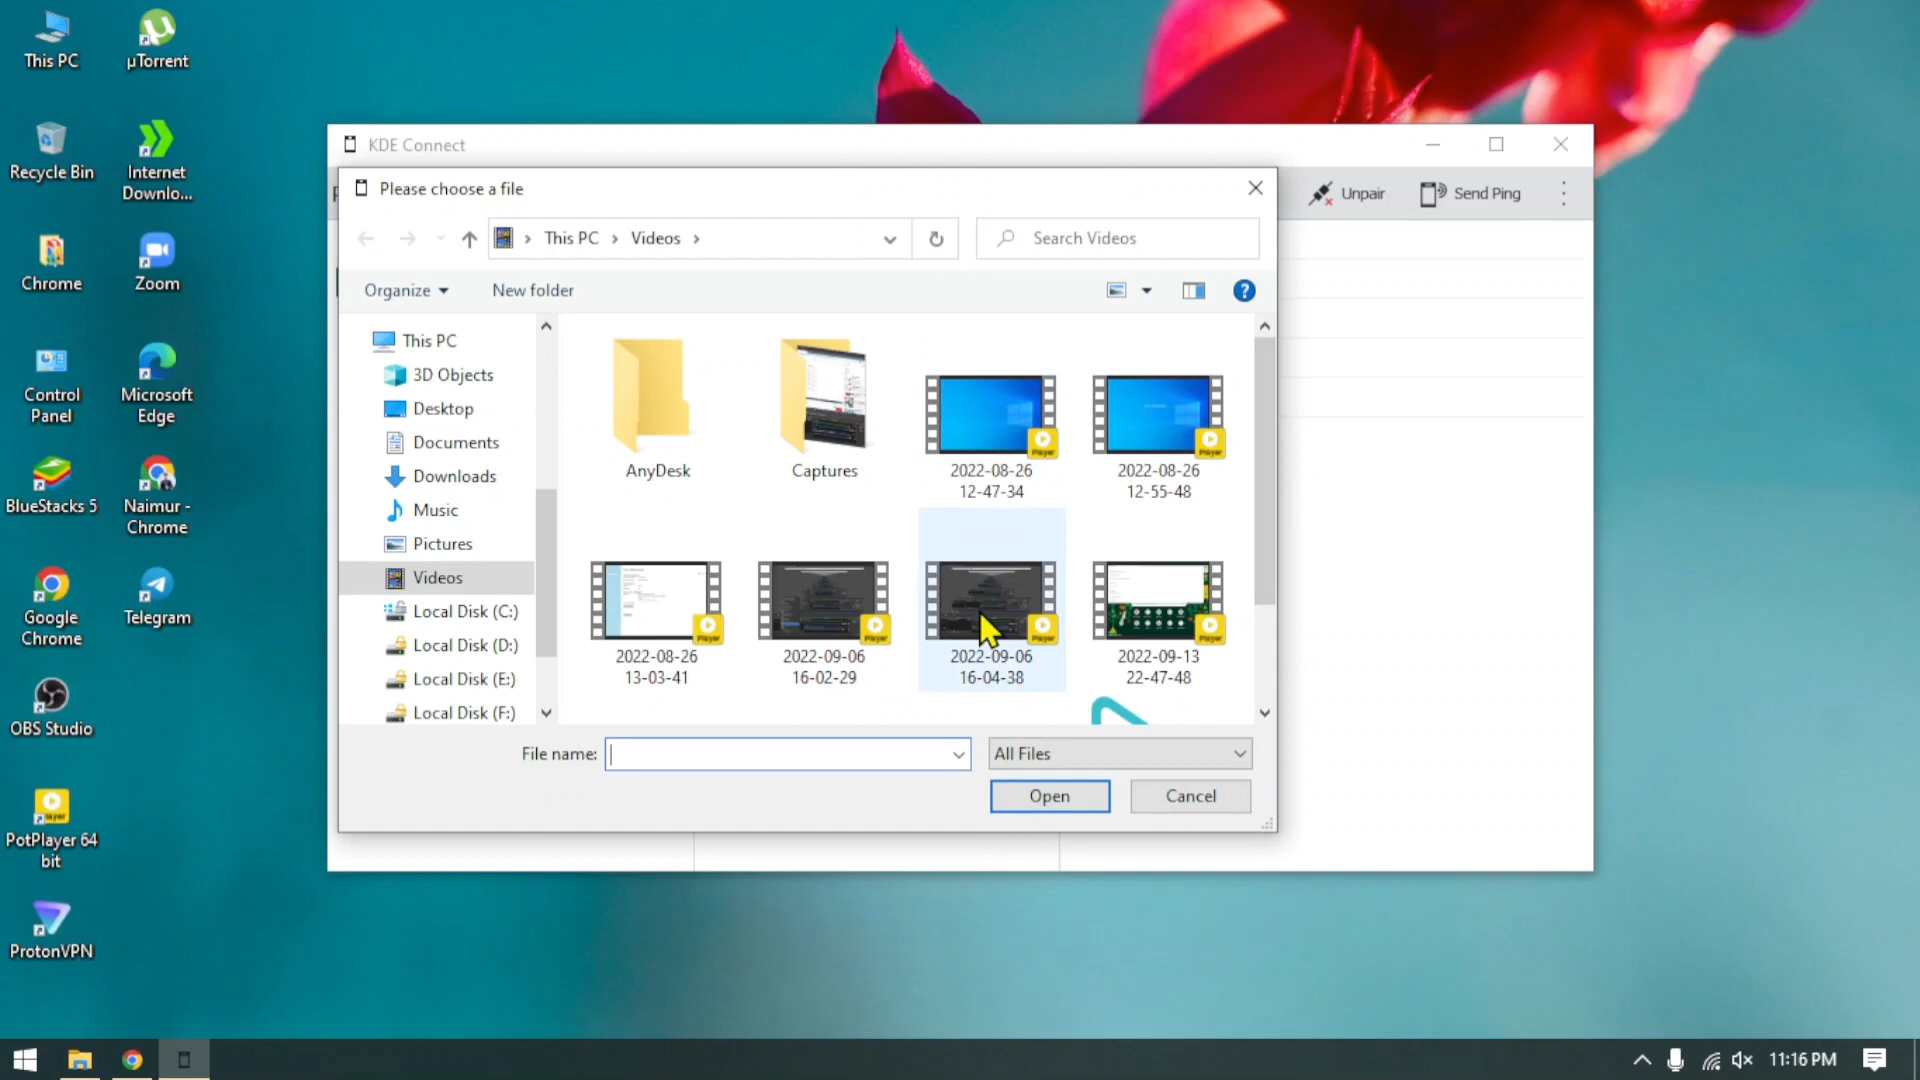 This PC
µTorrent
Recycle Bin
Internet
Downlo...
Chrome
Zoom
Control
Panel
Microsoft
Edge
BlueStacks 5
Naimur -
Chrome
Google
Chrome
Telegram
OBS Studio
PotPlayer 64
bit
ProtonVPN
KDE Connect
Unpair
Send Ping
Please choose a file
This PC
Videos
Search Videos
Organize
New folder
This PC
3D Objects
Desktop
Documents
Downloads
Music
Pictures
Videos
Local Disk (C:)
Local Disk (D:)
Local Disk (E:)
Local Disk (F:)
AnyDesk
Captures
2022-08-26
12-47-34
2022-08-26
12-55-48
2022-08-26
13-03-41
2022-09-06
16-02-29
2022-09-06
16-04-38
2022-09-13
22-47-48
File name:
All Files
Open
Cancel
11:16 PM